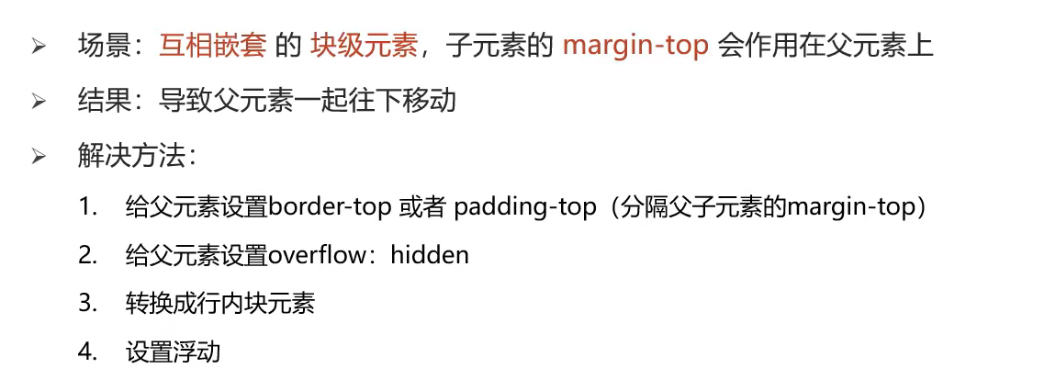 ➢ 场景：互相嵌套 的 块级元素，子元素的 margin-top 会作用在父元素上
➢ 结果：导致父元素一起往下移动
➢ 解决方法：
1. 给父元素设置border-top 或者 padding-top（分隔父子元素的margin-top）
2. 给父元素设置overflow：hidden
3. 转换成行内块元素
4. 设置浮动